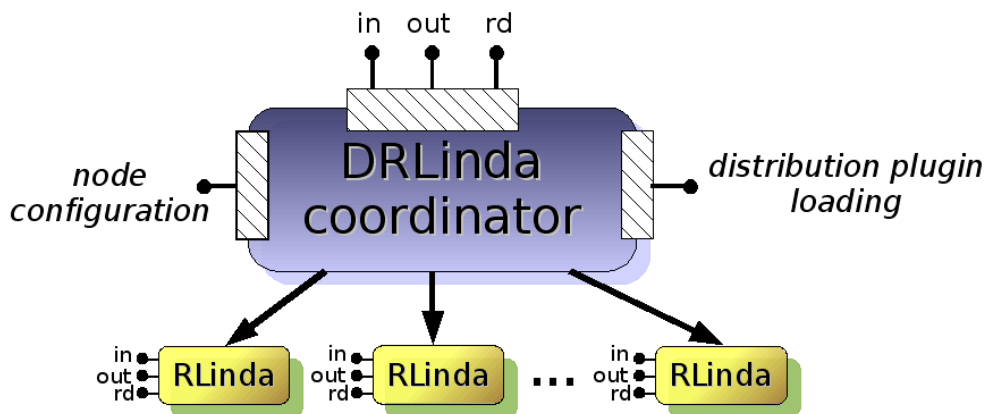 in out rd
DRLinda
coordinator
node
configuration
distribution plugin
loading
in
out
rd
RLinda
in
out
rd
RLinda
...
in
out
rd
RLinda